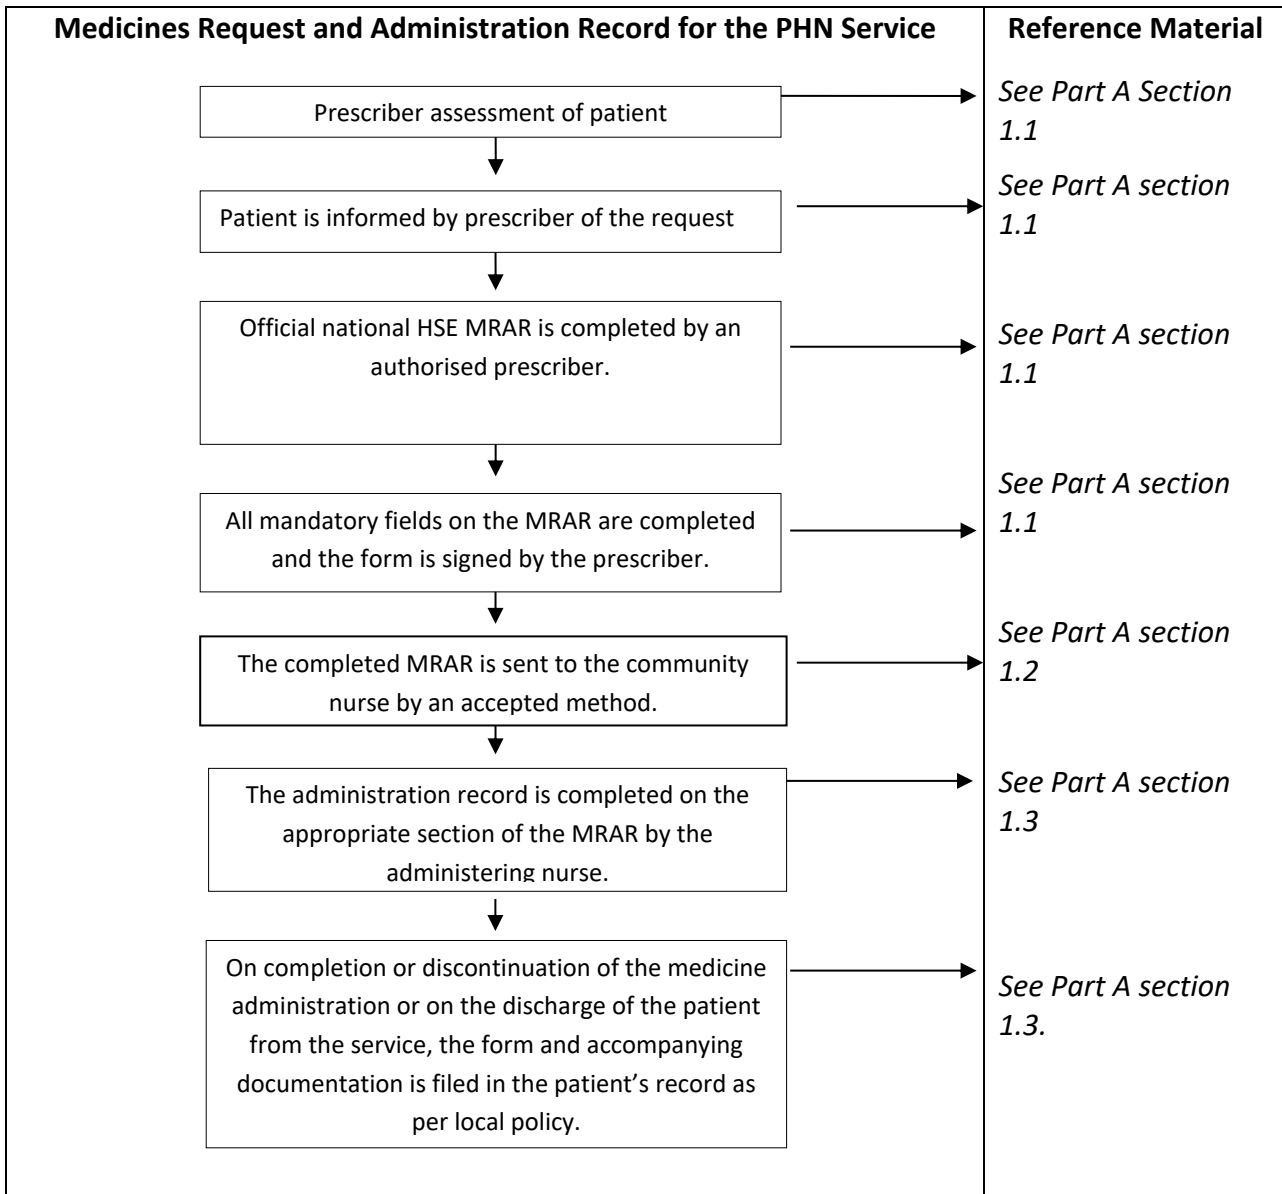 Medicines Request and Administration Record for the PHN Service
Reference Material
Prescriber assessment of patient
See Part A Section
1.1
Patient is informed by prescriber of the request
See Part A section
1.1
Official national HSE MRAR is completed by an
authorised prescriber.
See Part A section
1.1
All mandatory fields on the MRAR are completed
and the form is signed by the prescriber.
See Part A section
1.1
The completed MRAR is sent to the community
nurse by an accepted method.
See Part A section
1.2
The administration record is completed on the
appropriate section of the MRAR by the
administering nurse.
See Part A section
1.3
On completion or discontinuation of the medicine
administration or on the discharge of the patient
from the service, the form and accompanying
documentation is filed in the patient’s record as
per local policy.
See Part A section
1.3.